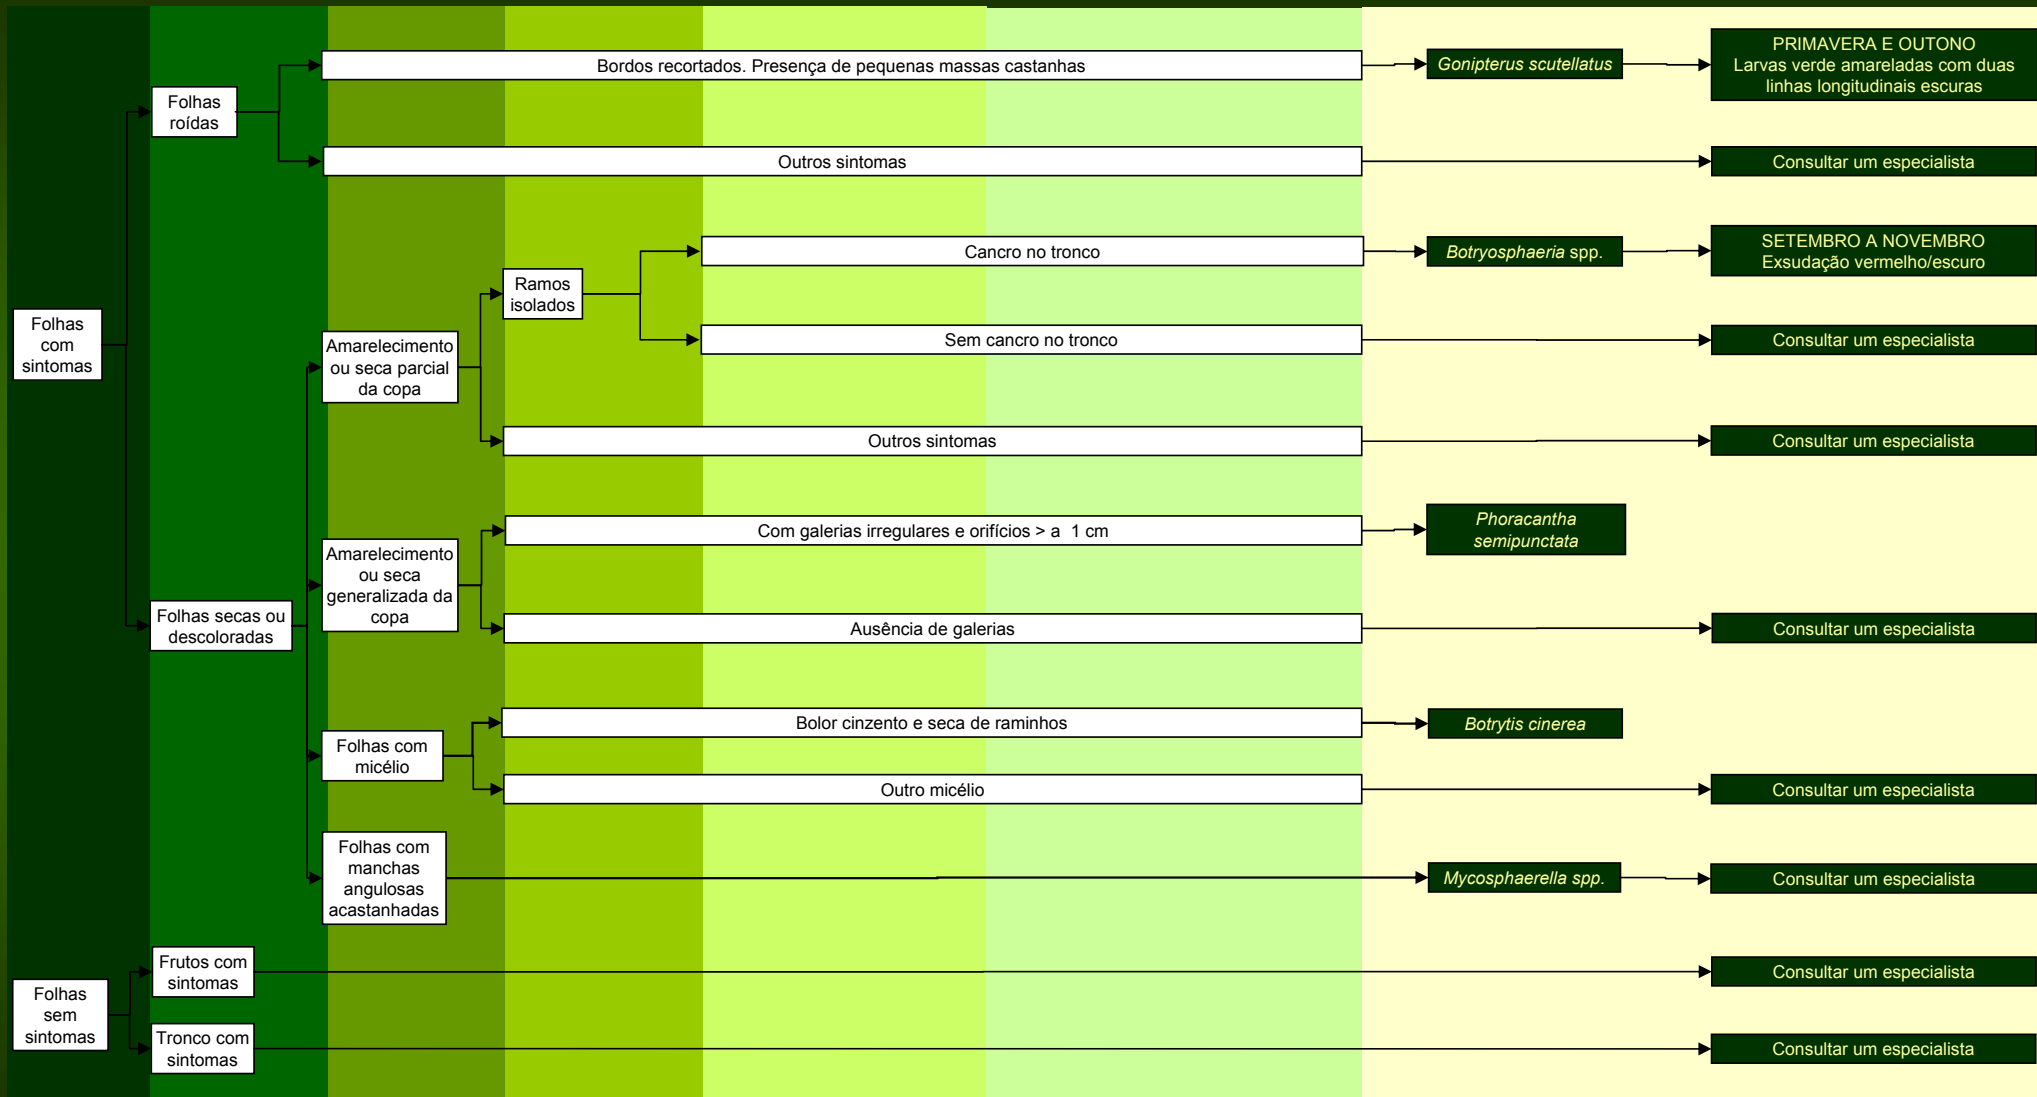 PRIMAVERA E OUTONO
Larvas verde amareladas com duas
linhas longitudinais escuras
Bordos recortados. Presença de pequenas massas castanhas
Gonipterus scutellatus
Folhas
roídas
Outros sintomas
Consultar um especialista
Cancro no tronco
Botryosphaeria spp.
SETEMBRO A NOVEMBRO
Exsudação vermelho/escuro
Ramos
isolados
Folhas
com
sintomas
Amarelecimento
ou seca parcial
da copa
Sem cancro no tronco
Consultar um especialista
Outros sintomas
Consultar um especialista
Com galerias irregulares e orifícios > a  1 cm
Phoracantha
semipunctata
Amarelecimento
ou seca
generalizada da
copa
Folhas secas ou
descoloradas
Ausência de galerias
Consultar um especialista
Bolor cinzento e seca de raminhos
Botrytis cinerea
Folhas com
micélio
Outro micélio
Consultar um especialista
Folhas com
manchas
angulosas
acastanhadas
Mycosphaerella spp.
Consultar um especialista
Frutos com
sintomas
Consultar um especialista
Folhas
sem
sintomas
Tronco com
sintomas
Consultar um especialista